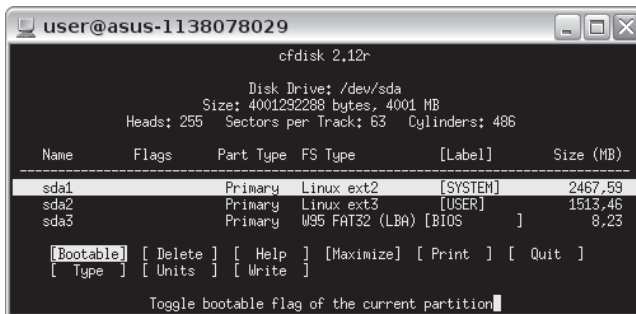 user@asus-1138078029
cfdisk 2.12r
Disk Drive: /dev/sda
Size: 4001292288 bytes, 4001 MB
Heads: 255   Sectors per Track: 63   Cylinders: 486
Name   Flags   Part Type   FS Type   [Label]   Size (MB)
sda1   Primary   Linux ext2   [SYSTEM]   2467,59
sda2   Primary   Linux ext3   [USER]   1513,46
sda3   Primary   W95 FAT32 (LBA) [BIOS       ]   8,23
[Bootable] [ Delete ] [  Help  ] [Maximize] [ Print  ] [  Quit  ]
[  Type  ] [ Units  ] [ Write  ]
Toggle bootable flag of the current partition